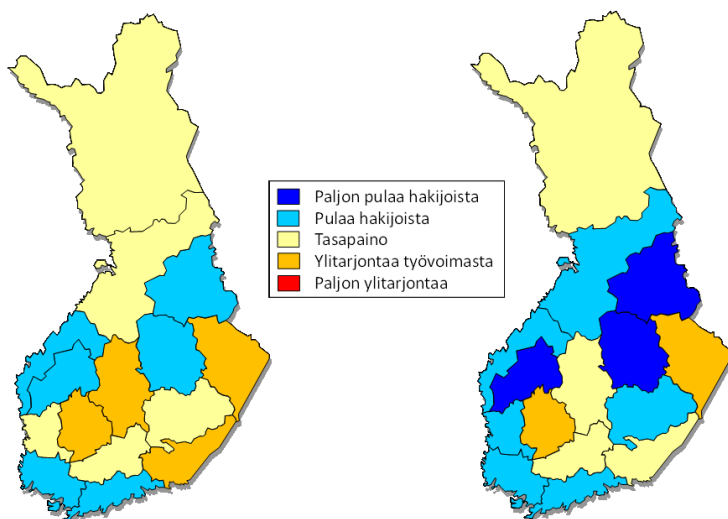 Paljon pulaa hakijoista
Pulaa hakijoista
Tasapaino
Ylitarjontaa työvoimasta
Paljon ylitarjontaa